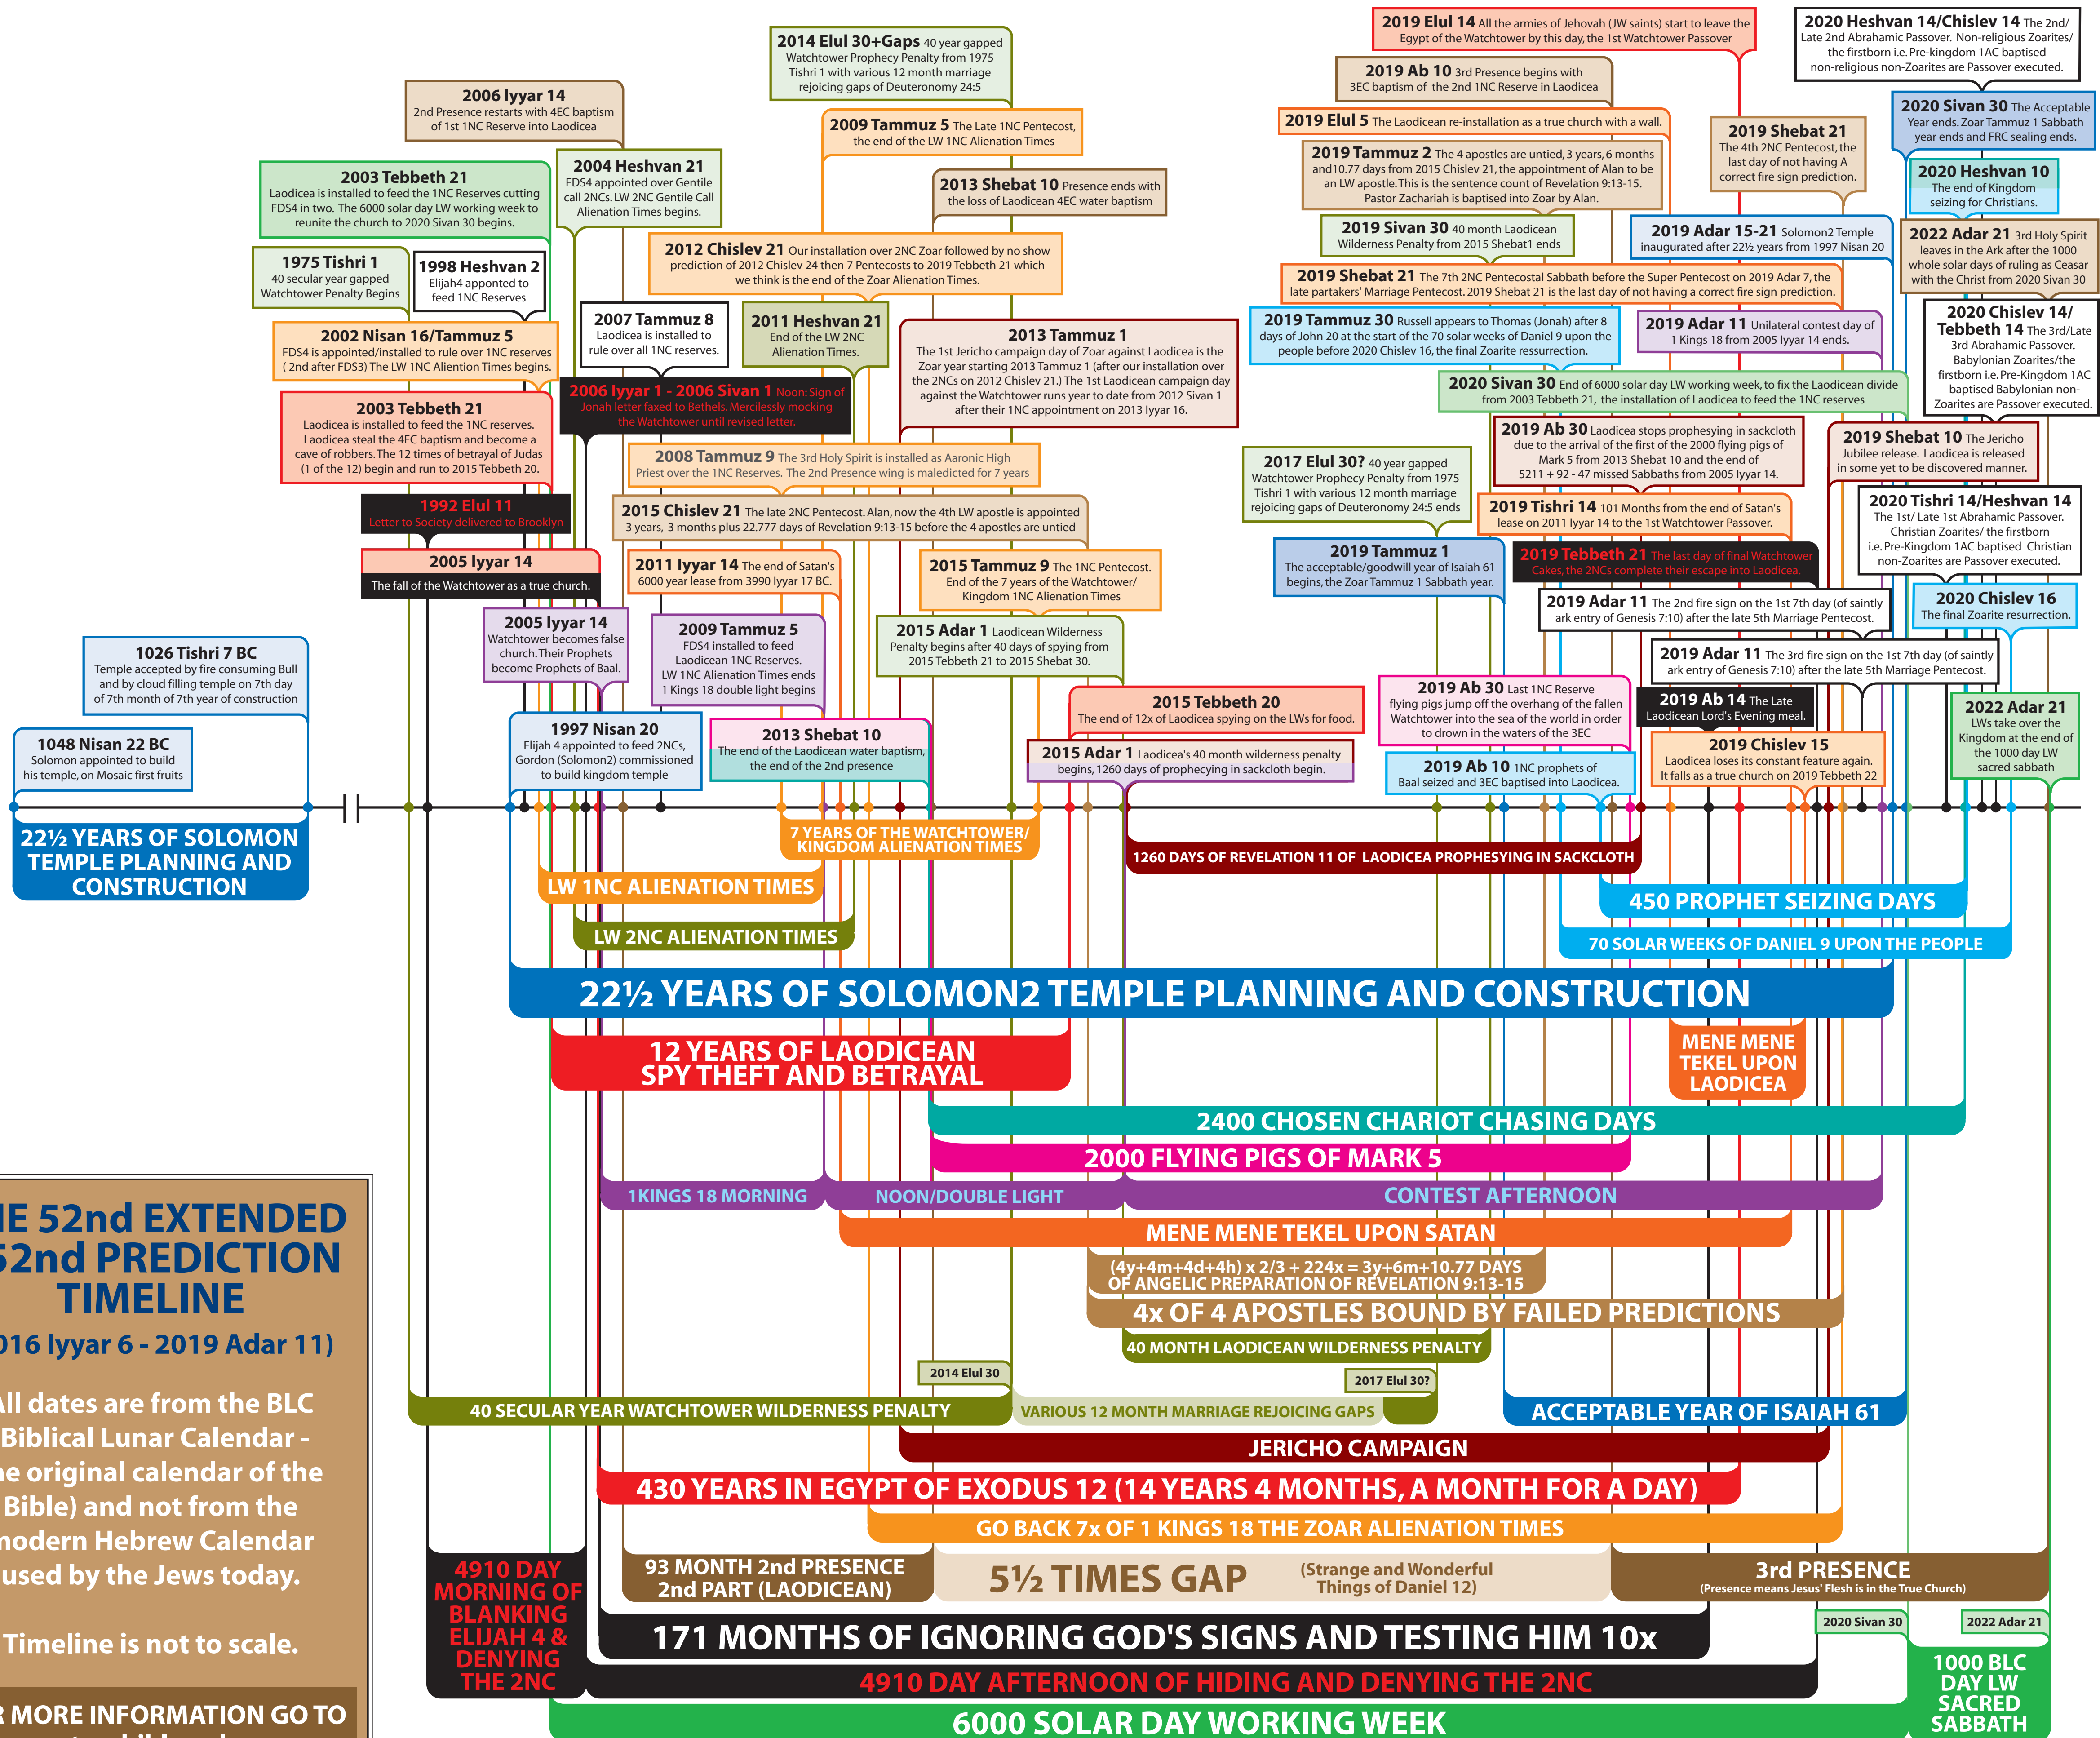 2019 Elul 14 All the armies of Jehovah (JW saints) start to leave the
Egypt of the Watchtower by this day, the 1st Watchtower Passover
2020 Heshvan 14/Chislev 14 The 2nd/
Late 2nd Abrahamic Passover. Non-religious Zoarites/
the firstborn i.e. Pre-kingdom 1AC baptised
non-religious non-Zoarites are Passover executed.
2014 Elul 30+Gaps 40 year gapped
Watchtower Prophecy Penalty from 1975
Tishri 1 with various 12 month marriage
rejoicing gaps of Deuteronomy 24:5
2019 Ab 10 3rd Presence begins with
3EC baptism of the 2nd 1NC Reserve in Laodicea
2006 Iyyar 14
2nd Presence restarts with 4EC baptism
of 1st 1NC Reserve into Laodicea
2020 Sivan 30 The Acceptable
Year ends. Zoar Tammuz 1 Sabbath
year ends and FRC sealing ends.
2009 Tammuz 5 The Late 1NC Pentecost,
the end of the LW 1NC Alienation Times
2019 Elul 5 The Laodicean re-installation as a true church with a wall.
2019 Shebat 21
The 4th 2NC Pentecost, the
last day of not having A
correct fire sign prediction.
2019 Tammuz 2 The 4 apostles are untied, 3 years, 6 months
and10.77 days from 2015 Chislev 21, the appointment of Alan to be
an LW apostle. This is the sentence count of Revelation 9:13-15.
Pastor Zachariah is baptised into Zoar by Alan.
2003 Tebbeth 21
Laodicea is installed to feed the 1NC Reserves cutting
FDS4 in two. The 6000 solar day LW working week to
reunite the church to 2020 Sivan 30 begins.
2004 Heshvan 21
FDS4 appointed over Gentile
call 2NCs. LW 2NC Gentile Call
Alienation Times begins.
2013 Shebat 10 Presence ends with
the loss of Laodicean 4EC water baptism
2020 Heshvan 10
The end of Kingdom
seizing for Christians.
2019 Sivan 30 40 month Laodicean
Wilderness Penalty from 2015 Shebat1 ends
2019 Adar 15-21 Solomon2 Temple
inaugurated after 22½ years from 1997 Nisan 20
2022 Adar 21 3rd Holy Spirit
leaves in the Ark after the 1000
whole solar days of ruling as Ceasar
with the Christ from 2020 Sivan 30
2012 Chislev 21 Our installation over 2NC Zoar followed by no show
prediction of 2012 Chislev 24 then 7 Pentecosts to 2019 Tebbeth 21 which
we think is the end of the Zoar Alienation Times.
1975 Tishri 1
40 secular year gapped
Watchtower Penalty Begins
1998 Heshvan 2
Elijah4 apponted to
feed 1NC Reserves
2019 Shebat 21 The 7th 2NC Pentecostal Sabbath before the Super Pentecost on 2019 Adar 7, the
late partakers' Marriage Pentecost. 2019 Shebat 21 is the last day of not having a correct fire sign prediction.
2007 Tammuz 8
Laodicea is installed to
rule over all 1NC reserves.
2011 Heshvan 21
End of the LW 2NC
Alienation Times.
2020 Chislev 14/
Tebbeth 14 The 3rd/Late
3rd Abrahamic Passover.
Babylonian Zoarites/the
firstborn i.e. Pre-Kingdom 1AC
baptised Babylonian non-
Zoarites are Passover executed.
2019 Tammuz 30 Russell appears to Thomas (Jonah) after 8
days of John 20 at the start of the 70 solar weeks of Daniel 9 upon the
people before 2020 Chislev 16, the final Zoarite ressurrection.
2019 Adar 11 Unilateral contest day of
1 Kings 18 from 2005 Iyyar 14 ends.
2002 Nisan 16/Tammuz 5
FDS4 is appointed/installed to rule over 1NC reserves
( 2nd after FDS3) The LW 1NC Alienation Times begins.
2013 Tammuz 1
The 1st Jericho campaign day of Zoar against Laodicea is the
Zoar year starting 2013 Tammuz 1 (after our installation over
the 2NCs on 2012 Chislev 21.) The 1st Laodicean campaign day
against the Watchtower runs year to date from 2012 Sivan 1
after their 1NC appointment on 2013 Iyyar 16.
2006 Iyyar 1 - 2006 Sivan 1 Noon: Sign of
Jonah letter faxed to Bethels. Mercilessly mocking
the Watchtower until revised letter.
2020 Sivan 30 End of 6000 solar day LW working week, to fix the Laodicean divide
from 2003 Tebbeth 21, the installation of Laodicea to feed the 1NC reserves
2003 Tebbeth 21
Laodicea is installed to feed the 1NC reserves.
Laodicea steal the 4EC baptism and become a
cave of robbers. The 12 times of betrayal of Judas
(1 of the 12) begin and run to 2015 Tebbeth 20.
2019 Ab 30 Laodicea stops prophesying in sackcloth
due to the arrival of the first of the 2000 flying pigs of
Mark 5 from 2013 Shebat 10 and the end of
5211 + 92 - 47 missed Sabbaths from 2005 Iyyar 14.
2019 Shebat 10 The Jericho
Jubilee release. Laodicea is released
in some yet to be discovered manner.
2008 Tammuz 9 The 3rd Holy Spirit is installed as Aaronic High
Priest over the 1NC Reserves. The 2nd Presence wing is maledicted for 7 years
2017 Elul 30? 40 year gapped
Watchtower Prophecy Penalty from 1975
Tishri 1 with various 12 month marriage
rejoicing gaps of Deuteronomy 24:5 ends
1992 Elul 11
Letter to Society delivered to Brooklyn
2015 Chislev 21 The late 2NC Pentecost. Alan, now the 4th LW apostle is appointed
3 years, 3 months plus 22.777 days of Revelation 9:13-15 before the 4 apostles are untied
2019 Tishri 14 101 Months from the end of Satan's
lease on 2011 Iyyar 14 to the 1st Watchtower Passover.
2020 Tishri 14/Heshvan 14
The 1st/ Late 1st Abrahamic Passover.
Christian Zoarites/ the firstborn
i.e. Pre-Kingdom 1AC baptised Christian
non-Zoarites are Passover executed.
2005 Iyyar 14
The fall of the Watchtower as a true church.
2011 Iyyar 14 The end of Satan's
6000 year lease from 3990 Iyyar 17 BC.
2015 Tammuz 9 The 1NC Pentecost.
End of the 7 years of the Watchtower/
Kingdom 1NC Alienation Times
2019 Tammuz 1
The acceptable/goodwill year of Isaiah 61
begins, the Zoar Tammuz 1 Sabbath year.
2019 Tebbeth 21 The last day of final Watchtower
Cakes, the 2NCs complete their escape into Laodicea.
2019 Adar 11 The 2nd fire sign on the 1st 7th day (of saintly
ark entry of Genesis 7:10) after the late 5th Marriage Pentecost.
2020 Chislev 16
The final Zoarite resurrection.
2005 Iyyar 14
Watchtower becomes false
church. Their Prophets
become Prophets of Baal.
2009 Tammuz 5
FDS4 installed to feed
Laodicean 1NC Reserves.
LW 1NC Alienation Times ends
1 Kings 18 double light begins
2015 Adar 1 Laodicean Wilderness
Penalty begins after 40 days of spying from
2015 Tebbeth 21 to 2015 Shebat 30.
1026 Tishri 7 BC
Temple accepted by fire consuming Bull
and by cloud filling temple on 7th day
of 7th month of 7th year of construction
2019 Adar 11 The 3rd fire sign on the 1st 7th day (of saintly
ark entry of Genesis 7:10) after the late 5th Marriage Pentecost.
2019 Ab 30 Last 1NC Reserve
flying pigs jump off the overhang of the fallen
Watchtower into the sea of the world in order
to drown in the waters of the 3EC
2015 Tebbeth 20
The end of 12x of Laodicea spying on the LWs for food.
2019 Ab 14 The Late
Laodicean Lord's Evening meal.
2022 Adar 21
LWs take over the
Kingdom at the end of
the 1000 day LW
sacred sabbath
1048 Nisan 22 BC
Solomon appointed to build
his temple, on Mosaic first fruits
1997 Nisan 20
Elijah 4 appointed to feed 2NCs,
Gordon (Solomon2) commissioned
to build kingdom temple
2013 Shebat 10
The end of the Laodicean water baptism,
the end of the 2nd presence
2015 Adar 1 Laodicea's 40 month wilderness penalty
begins, 1260 days of prophecying in sackcloth begin.
2019 Ab 10 1NC prophets of
Baal seized and 3EC baptised into Laodicea.
2019 Chislev 15
Laodicea loses its constant feature again.
It falls as a true church on 2019 Tebbeth 22
22½ YEARS OF SOLOMON
TEMPLE PLANNING AND
CONSTRUCTION
7 YEARS OF THE WATCHTOWER/
KINGDOM ALIENATION TIMES
1260 DAYS OF REVELATION 11 OF LAODICEA PROPHESYING IN SACKCLOTH
LW 1NC ALIENATION TIMES
450 PROPHET SEIZING DAYS
LW 2NC ALIENATION TIMES
70 SOLAR WEEKS OF DANIEL 9 UPON THE PEOPLE
22½ YEARS OF SOLOMON2 TEMPLE PLANNING AND CONSTRUCTION
12 YEARS OF LAODICEAN
SPY THEFT AND BETRAYAL
MENE MENE
TEKEL UPON
LAODICEA
2400 CHOSEN CHARIOT CHASING DAYS
2000 FLYING PIGS OF MARK 5
1KINGS 18 MORNING
NOON/DOUBLE LIGHT
CONTEST AFTERNOON
MENE MENE TEKEL UPON SATAN
(4y+4m+4d+4h) x 2/3 + 224x = 3y+6m+10.77 DAYS
OF ANGELIC PREPARATION OF REVELATION 9:13-15
4x OF 4 APOSTLES BOUND BY FAILED PREDICTIONS
40 MONTH LAODICEAN WILDERNESS PENALTY
2014 Elul 30
2017 Elul 30?
40 SECULAR YEAR WATCHTOWER WILDERNESS PENALTY
VARIOUS 12 MONTH MARRIAGE REJOICING GAPS
ACCEPTABLE YEAR OF ISAIAH 61
JERICHO CAMPAIGN
430 YEARS IN EGYPT OF EXODUS 12 (14 YEARS 4 MONTHS, A MONTH FOR A DAY)
GO BACK 7x OF 1 KINGS 18 THE ZOAR ALIENATION TIMES
4910 DAY
MORNING OF
BLANKING
ELIJAH 4 &
DENYING
THE 2NC
93 MONTH 2nd PRESENCE
2nd PART (LAODICEAN)
5½ TIMES GAP
(Strange and Wonderful
Things of Daniel 12)
3rd PRESENCE
(Presence means Jesus' Flesh is in the True Church)
171 MONTHS OF IGNORING GOD'S SIGNS AND TESTING HIM 10x
2020 Sivan 30
2022 Adar 21
4910 DAY AFTERNOON OF HIDING AND DENYING THE 2NC
1000 BLC
DAY LW
SACRED
SABBATH
6000 SOLAR DAY WORKING WEEK
HE 52nd EXTENDED
52nd PREDICTION
TIMELINE
016 Iyyar 6 - 2019 Adar 11)
All dates are from the BLC
Biblical Lunar Calendar -
he original calendar of the
Bible) and not from the
modern Hebrew Calendar
used by the Jews today.
Timeline is not to scale.
R MORE INFORMATION GO TO